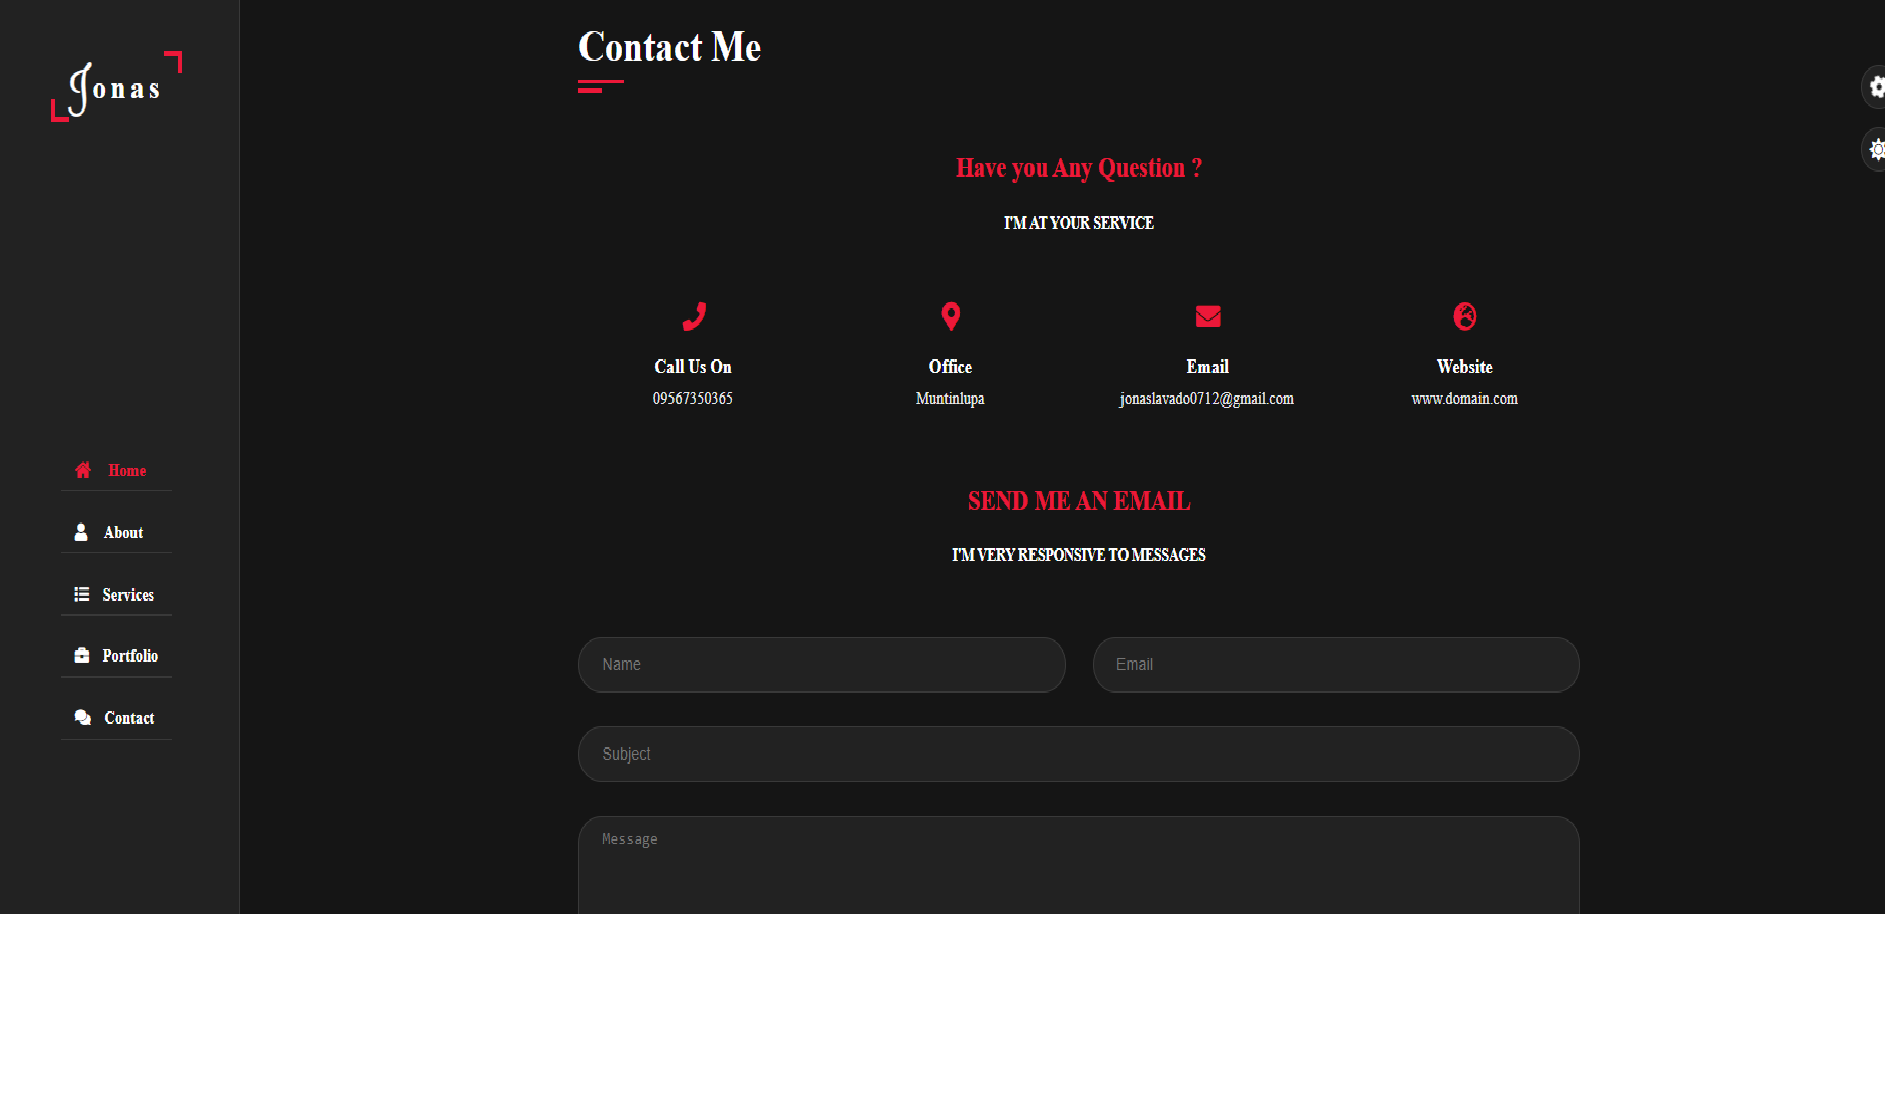 Jonas
Home
About
Services
Portfolio
Contact
Contact Me
Have you Any Question ?
I'M AT YOUR SERVICE
Call Us On
09567350365
Office
Muntinlupa
Email
jonaslavado0712@gmail.com
Website
www.domain.com
SEND ME AN EMAIL
I'M VERY RESPONSIVE TO MESSAGES
Name
Email
Subject
Message